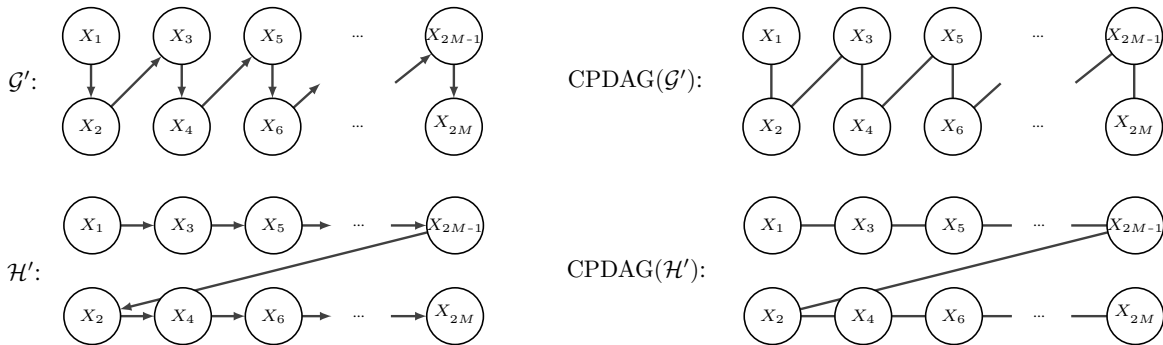 X₁ X₃ X₅ ... X₂M₋₁ X₁ X₃ X₅ ... X₂M₋₁
𝒢′: CPDAG(𝒢′):
X₂ X₄ X₆ ... X₂M X₂ X₄ X₆ ... X₂M
X₁ X₃ X₅ ... X₂M₋₁ X₁ X₃ X₅ ... X₂M₋₁
ℋ′: CPDAG(ℋ′):
X₂ X₄ X₆ ... X₂M X₂ X₄ X₆ ... X₂M